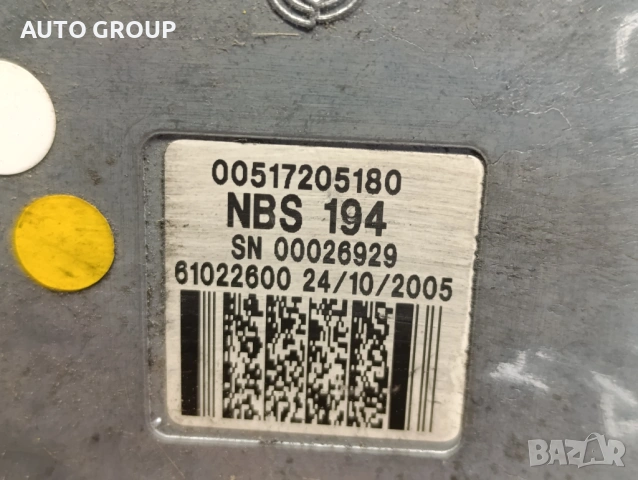 AUTO GROUP
00517205180
NBS 194
SN 00026929
61022600 24/10/2005
BAZAR